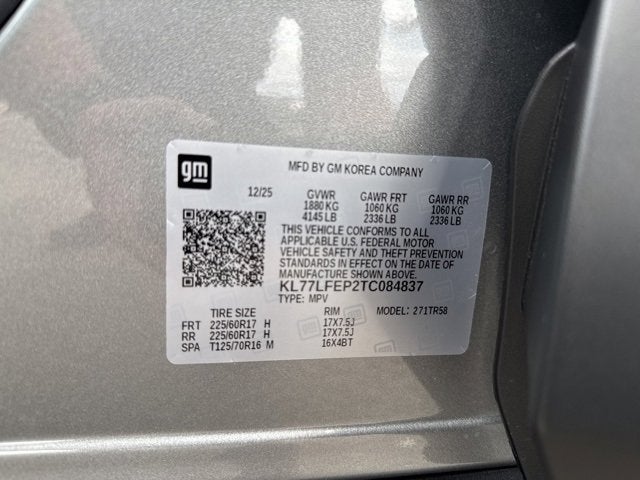 gm
MFD BY GM KOREA COMPANY
12/25 GVWR GAWR FRT GAWR RR
1880 KG 1060 KG 1060 KG
4145 LB 2336 LB 2336 LB
THIS VEHICLE CONFORMS TO ALL
APPLICABLE U.S. FEDERAL MOTOR
VEHICLE SAFETY AND THEFT PREVENTION
STANDARDS IN EFFECT ON THE DATE OF
MANUFACTURE SHOWN ABOVE.
KL77LFEP2TC084837
TYPE: MPV MODEL: 271TR58
TIRE SIZE RIM
FRT 225/60R17 H 17X7.5J
RR 225/60R17 H 17X7.5J
SPA T125/70R16 M 16X4BT